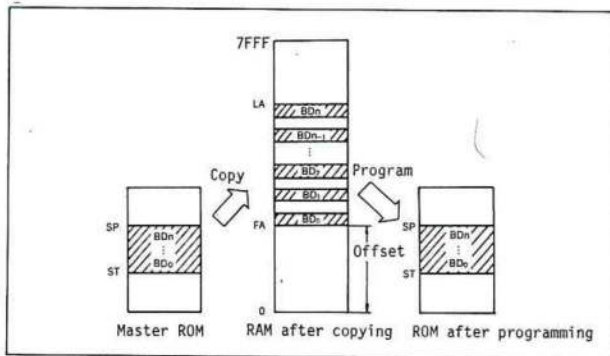 7FFF
LA
BDn
BDn-1
⋮
BD2
BD1
BD0
FA
Copy
Program
Offset
SP
BDn
⋮
BD0
ST
0
SP
BDn
⋮
BD0
ST
Master ROM
RAM after copying
ROM after programming